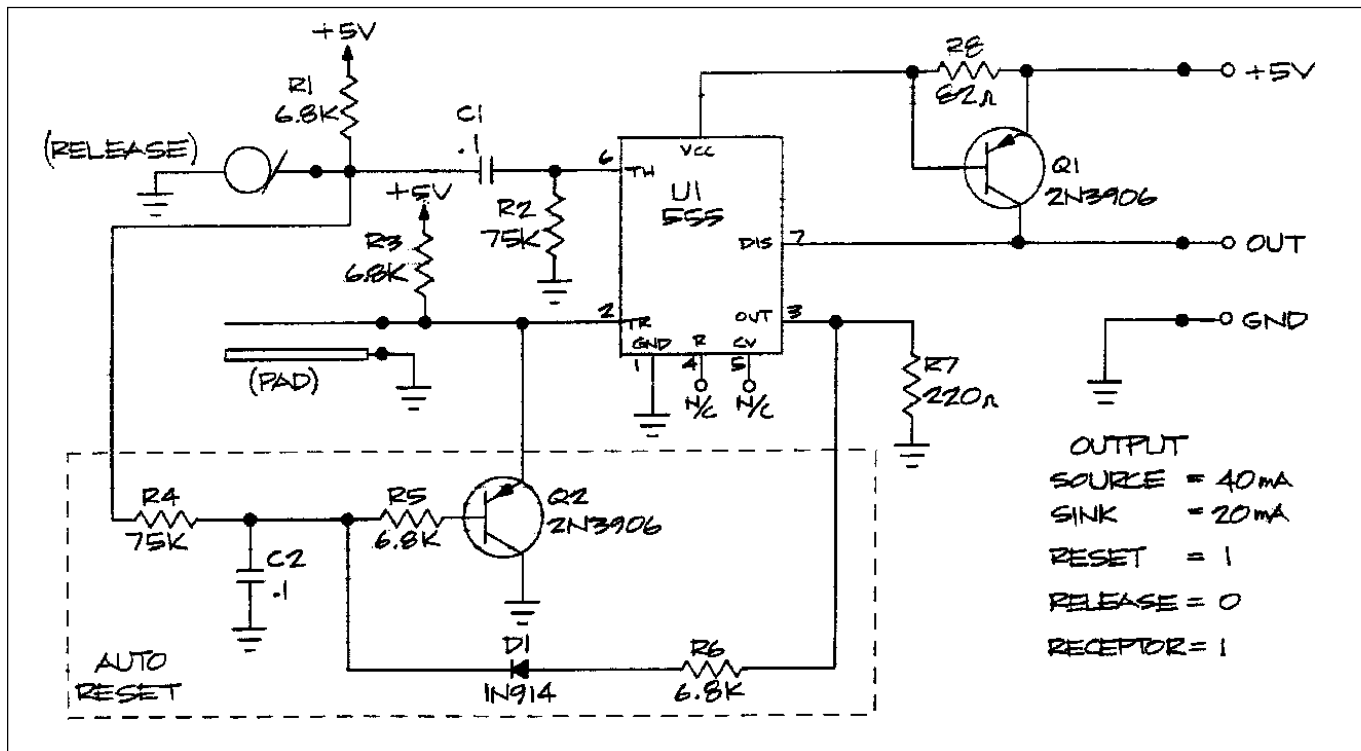 +5V
R1
6.8K
(RELEASE)
C1
.1
+5V
R3
6.8K
R2
75K
6
TH
VCC
U1
555
DIS
7
2
TR
OUT
3
GND
R
CV
1
4
5
N/C
N/C
R8
82Ω
+5V
Q1
2N3906
OUT
GND
R7
220Ω
(PAD)
R4
75K
C2
.1
R5
6.8K
Q2
2N3906
D1
1N914
R6
6.8K
AUTO
RESET
OUTPUT
SOURCE = 40mA
SINK = 20mA
RESET = 1
RELEASE = 0
RECEPTOR = 1